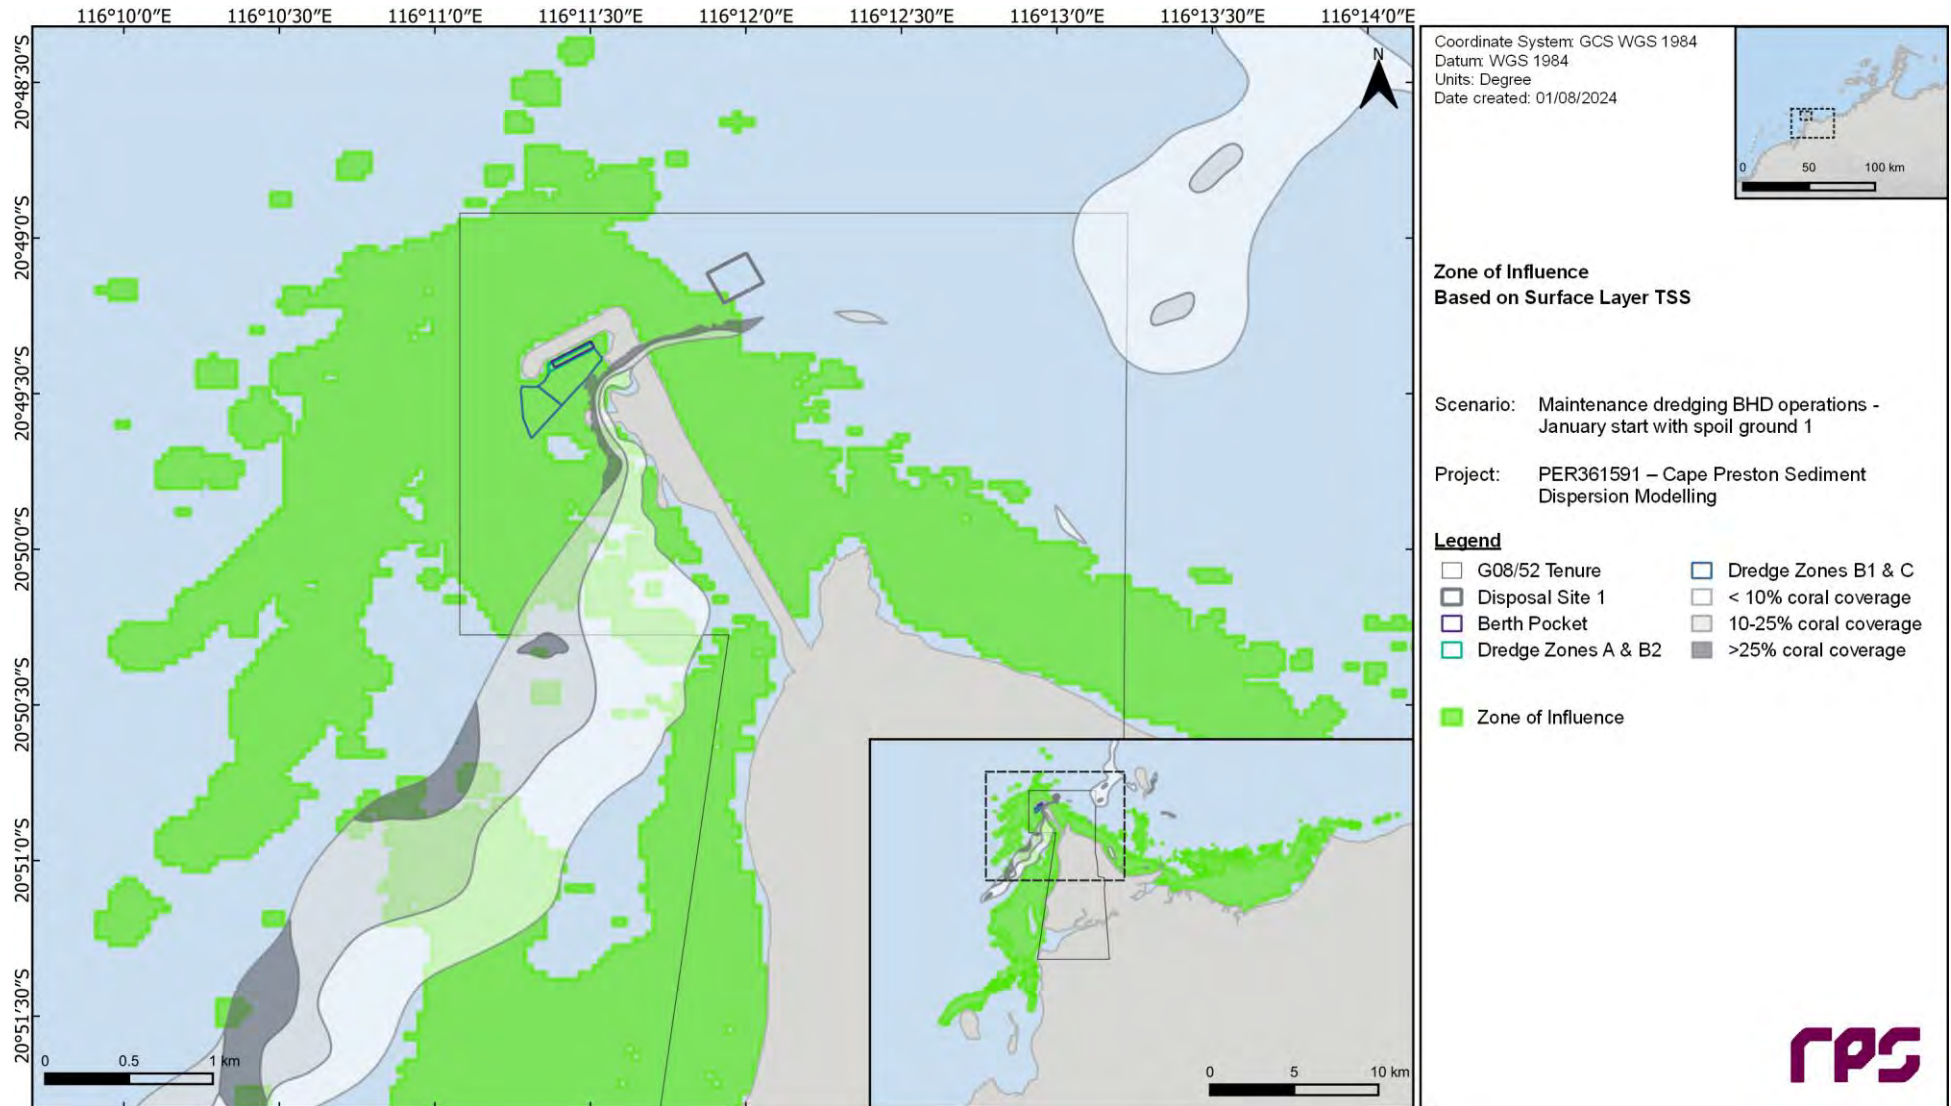 116°10′0″E 116°10′30″E 116°11′0″E 116°11′30″E 116°12′0″E 116°12′30″E 116°13′0″E 116°13′30″E 116°14′0″E
20°48′30″S
20°49′0″S
20°49′30″S
20°50′0″S
20°50′30″S
20°51′0″S
20°51′30″S
N
0 0.5 1 km
0 5 10 km
Coordinate System: GCS WGS 1984
Datum: WGS 1984
Units: Degree
Date created: 01/08/2024
0 50 100 km
Zone of Influence
Based on Surface Layer TSS
Scenario: Maintenance dredging BHD operations -
January start with spoil ground 1
Project: PER361591 – Cape Preston Sediment
Dispersion Modelling
Legend
G08/52 Tenure
Disposal Site 1
Berth Pocket
Dredge Zones A & B2
Dredge Zones B1 & C
< 10% coral coverage
10-25% coral coverage
>25% coral coverage
Zone of Influence
rps